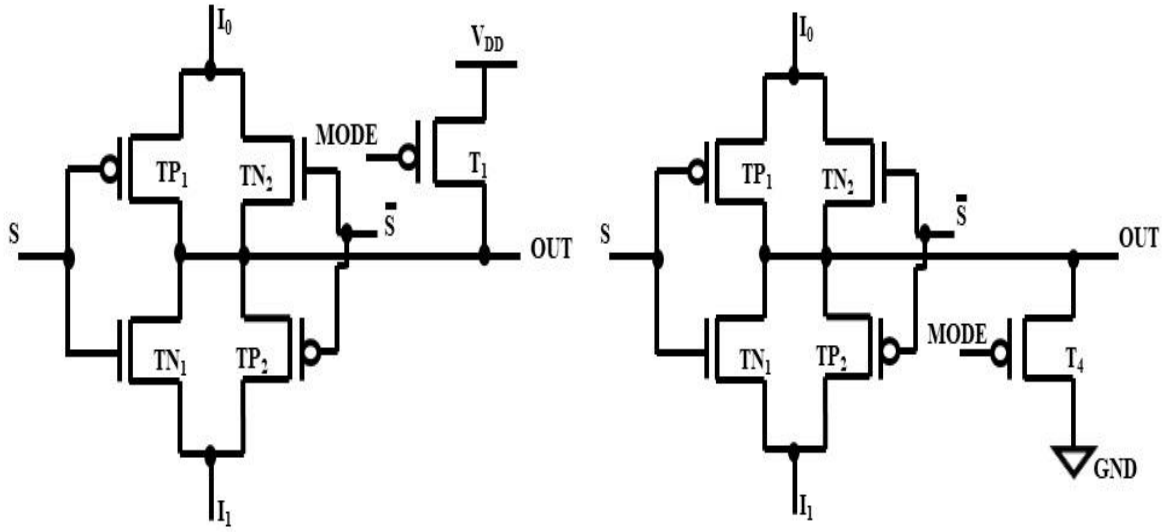 I₀
V_DD
MODE
TP₁
TN₂
T₁
S
S̅
OUT
TN₁
TP₂
I₁
I₀
TP₁
TN₂
S
S̅
OUT
TN₁
TP₂
MODE
T₄
GND
I₁